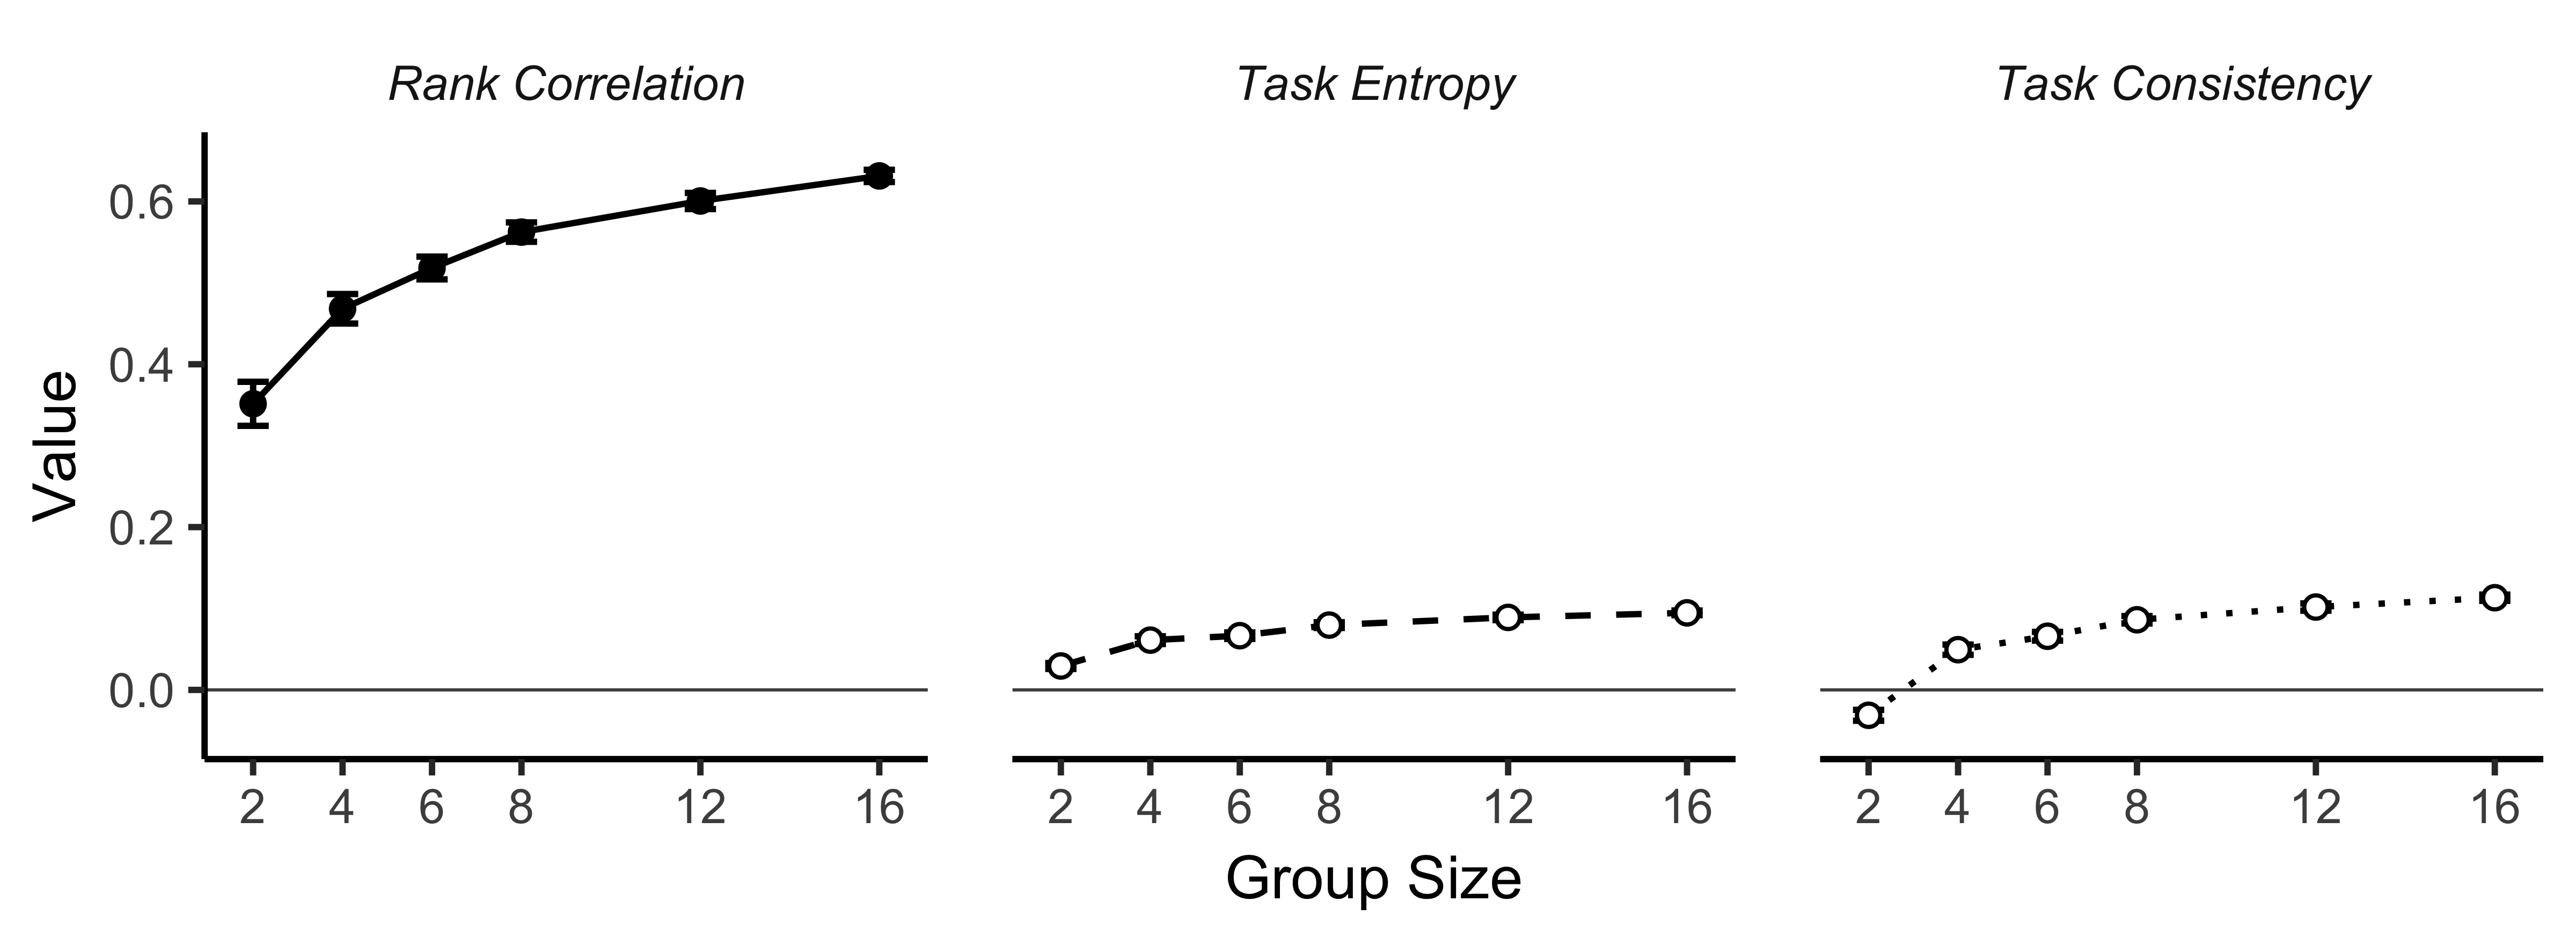 Rank Correlation
Task Entropy
Task Consistency
Value
0.6
0.4
0.2
0.0
2 4 6 8 12 16
2 4 6 8 12 16
2 4 6 8 12 16
Group Size